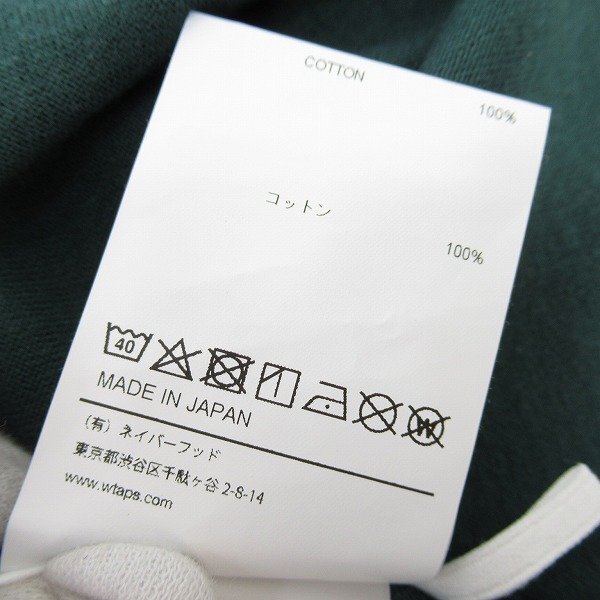 COTTON 100%
コットン 100%
40 W
MADE IN JAPAN
(有) ネイバーフッド
東京都渋谷区千駄ヶ谷2-8-14
www.wtaps.com